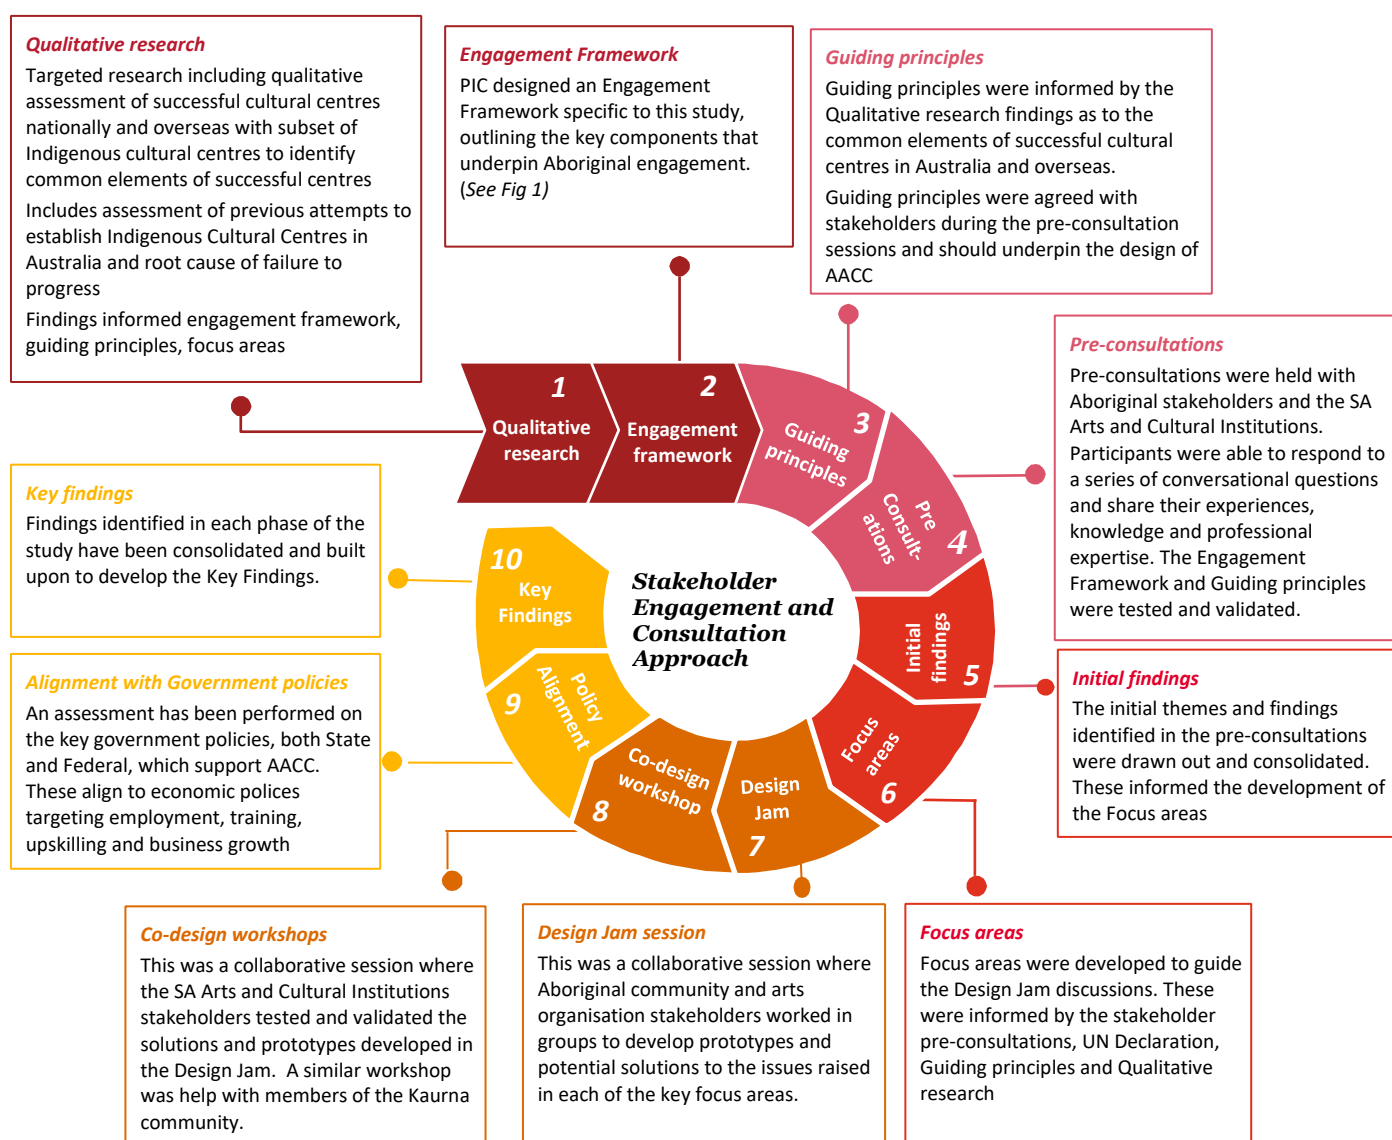 Qualitative research
Targeted research including qualitative
assessment of successful cultural centres
nationally and overseas with subset of
Indigenous cultural centres to identify
common elements of successful centres
Includes assessment of previous attempts to
establish Indigenous Cultural Centres in
Australia and root cause of failure to
progress
Findings informed engagement framework,
guiding principles, focus areas
Engagement Framework
PIC designed an Engagement
Framework specific to this study,
outlining the key components that
underpin Aboriginal engagement.
(See Fig 1)
Guiding principles
Guiding principles were informed by the
Qualitative research findings as to the
common elements of successful cultural
centres in Australia and overseas.
Guiding principles were agreed with
stakeholders during the pre-consultation
sessions and should underpin the design of
AACC
Pre-consultations
Pre-consultations were held with
Aboriginal stakeholders and the SA
Arts and Cultural Institutions.
Participants were able to respond to
a series of conversational questions
and share their experiences,
knowledge and professional
expertise. The Engagement
Framework and Guiding principles
were tested and validated.
Initial findings
The initial themes and findings
identified in the pre-consultations
were drawn out and consolidated.
These informed the development of
the Focus areas
Focus areas
Focus areas were developed to guide
the Design Jam discussions. These
were informed by the stakeholder
pre-consultations, UN Declaration,
Guiding principles and Qualitative
research
Design Jam session
This was a collaborative session where
Aboriginal community and arts
organisation stakeholders worked in
groups to develop prototypes and
potential solutions to the issues raised
in each of the key focus areas.
Co-design workshops
This was a collaborative session where
the SA Arts and Cultural Institutions
stakeholders tested and validated the
solutions and prototypes developed in
the Design Jam.  A similar workshop
was help with members of the Kaurna
community.
Alignment with Government policies
An assessment has been performed on
the key government policies, both State
and Federal, which support AACC.
These align to economic polices
targeting employment, training,
upskilling and business growth
Key findings
Findings identified in each phase of the
study have been consolidated and built
upon to develop the Key Findings.
1
Qualitative
research
2
Engagement
framework
3
Guiding
principles
4
Pre
Consult-
ations
5
Initial
findings
6
Focus
areas
7
Design
Jam
8
Co-design
workshop
9
Policy
Alignment
10
Key
Findings
Stakeholder
Engagement and
Consultation
Approach